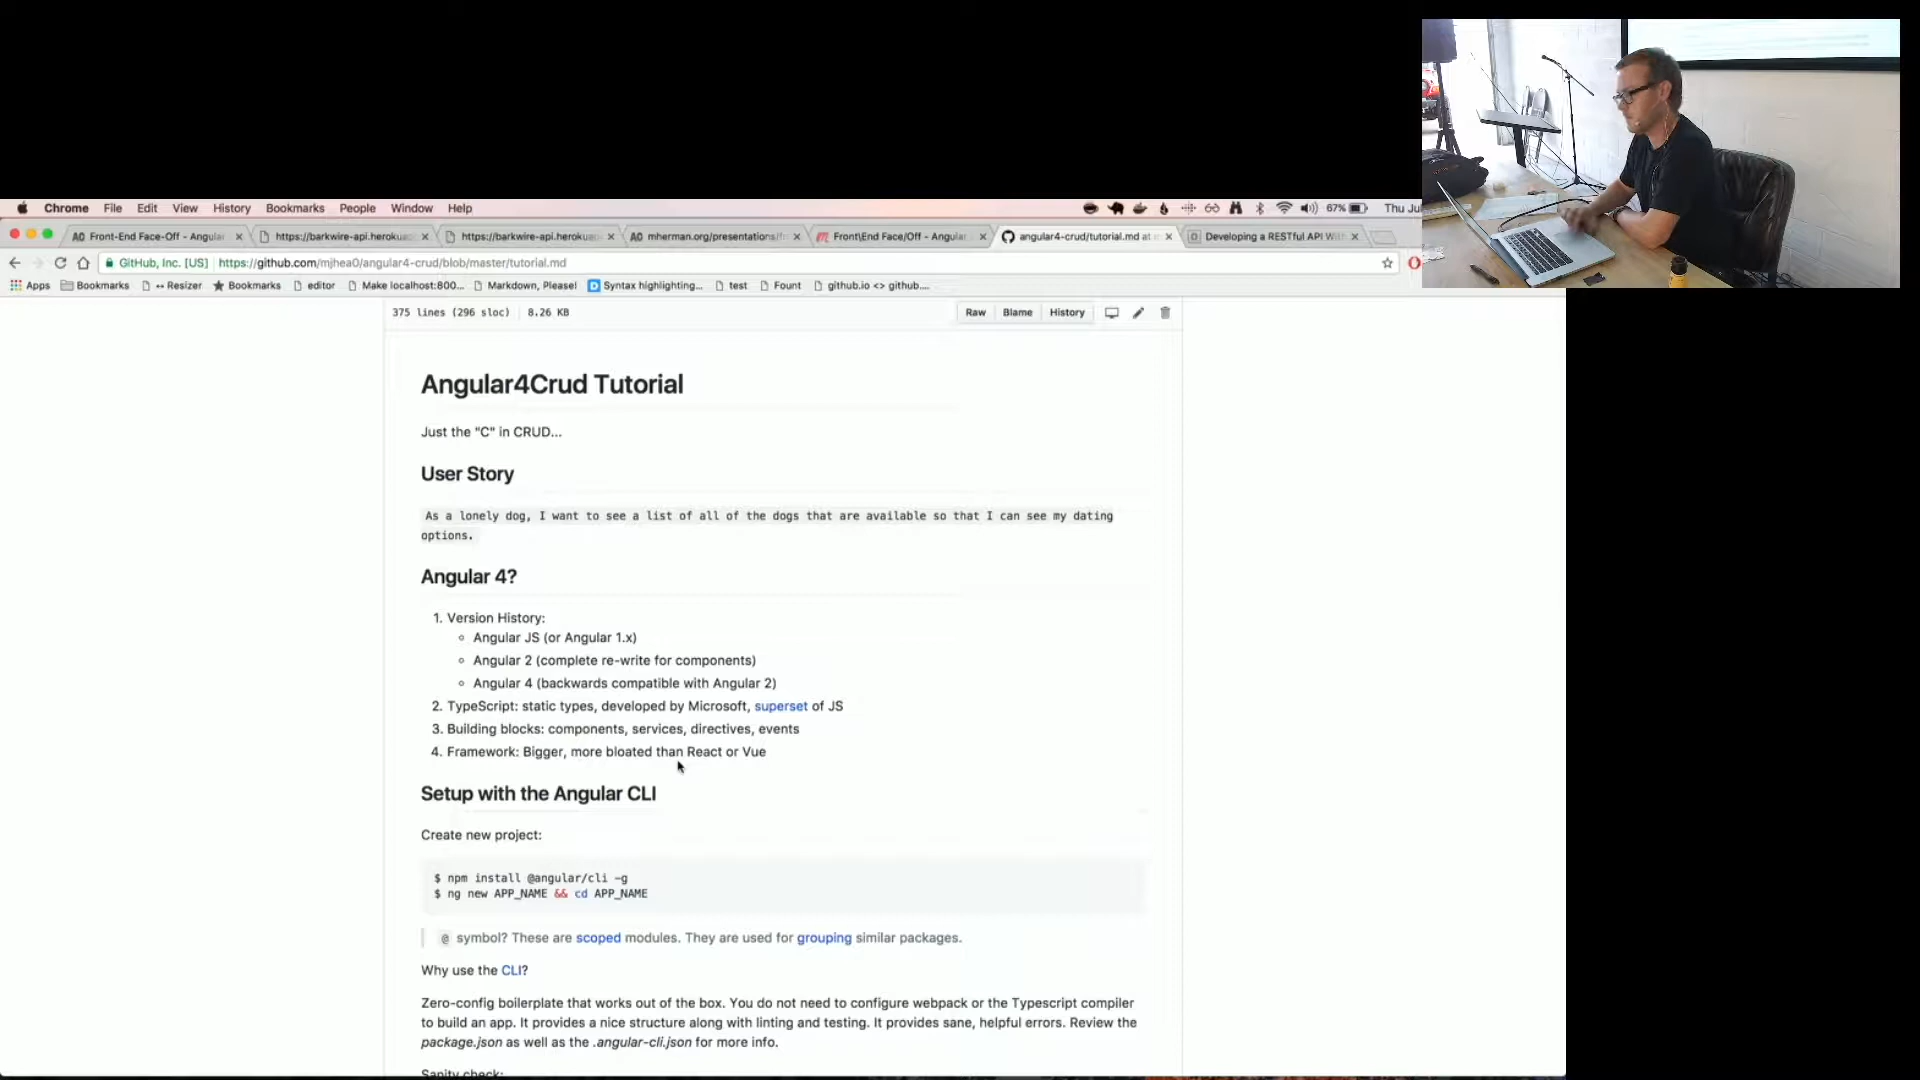 Chrome File Edit View History Bookmarks People Window Help 67% Thu Ju
Front-End Face-Off - Angular https://barkwire-api.heroku https://barkwire-api.heroku mherman.org/presentations/ Front\End Face/Off - Angular angular4-crud/tutorial.md at Developing a RESTful API With
GitHub, Inc. [US] https://github.com/mjhea0/angular4-crud/blob/master/tutorial.md
Apps Bookmarks Resizer Bookmarks editor Make localhost:800... Markdown, Please! Syntax highlighting... test Fount github.io <> github....
375 lines (296 sloc) 8.26 KB Raw Blame History
Angular4Crud Tutorial
Just the "C" in CRUD...
User Story
As a lonely dog, I want to see a list of all of the dogs that are available so that I can see my dating
options.
Angular 4?
1. Version History:
Angular JS (or Angular 1.x)
Angular 2 (complete re-write for components)
Angular 4 (backwards compatible with Angular 2)
2. TypeScript: static types, developed by Microsoft, superset of JS
3. Building blocks: components, services, directives, events
4. Framework: Bigger, more bloated than React or Vue
Setup with the Angular CLI
Create new project:
$ npm install @angular/cli -g
$ ng new APP_NAME && cd APP_NAME
@ symbol? These are scoped modules. They are used for grouping similar packages.
Why use the CLI?
Zero-config boilerplate that works out of the box. You do not need to configure webpack or the Typescript compiler
to build an app. It provides a nice structure along with linting and testing. It provides sane, helpful errors. Review the
package.json as well as the .angular-cli.json for more info.
Sanity check: